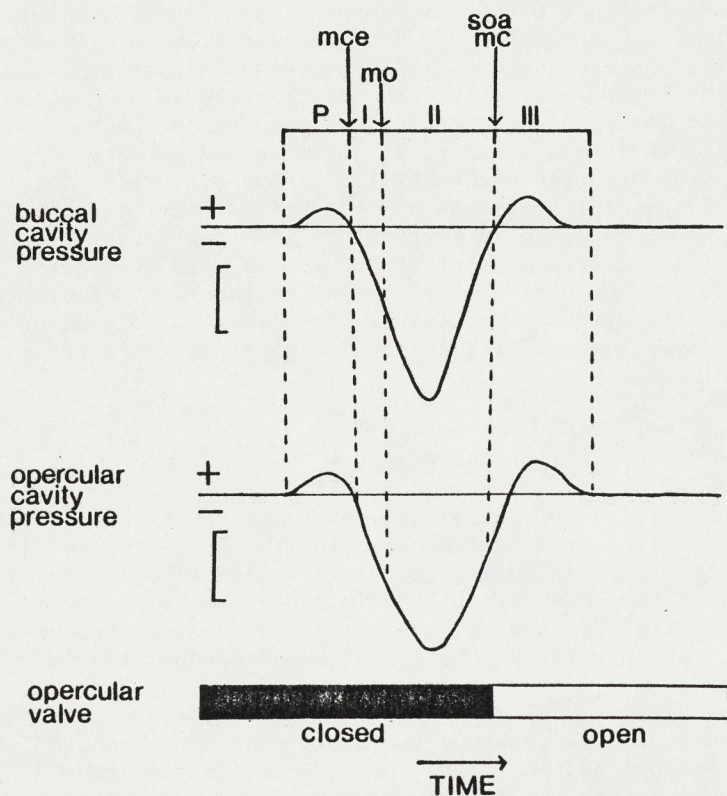 soa
mce mc
mo
P I II III
buccal
cavity
pressure
+
−
opercular
cavity
pressure
+
−
opercular
valve
closed open
TIME